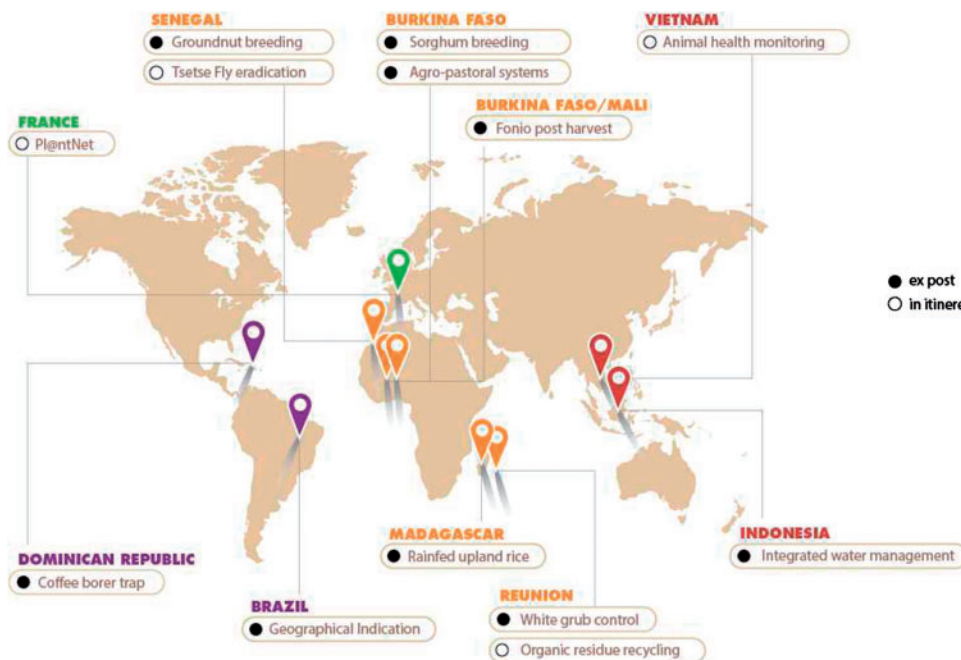 SENEGAL
Groundnut breeding
Tsetse Fly eradication
BURKINA FASO
Sorghum breeding
Agro-pastoral systems
VIETNAM
Animal health monitoring
BURKINA FASO/MALI
Fonio post harvest
FRANCE
Pl@ntNet
ex post
in itinere
DOMINICAN REPUBLIC
Coffee borer trap
BRAZIL
Geographical Indication
MADAGASCAR
Rainfed upland rice
REUNION
White grub control
Organic residue recycling
INDONESIA
Integrated water management